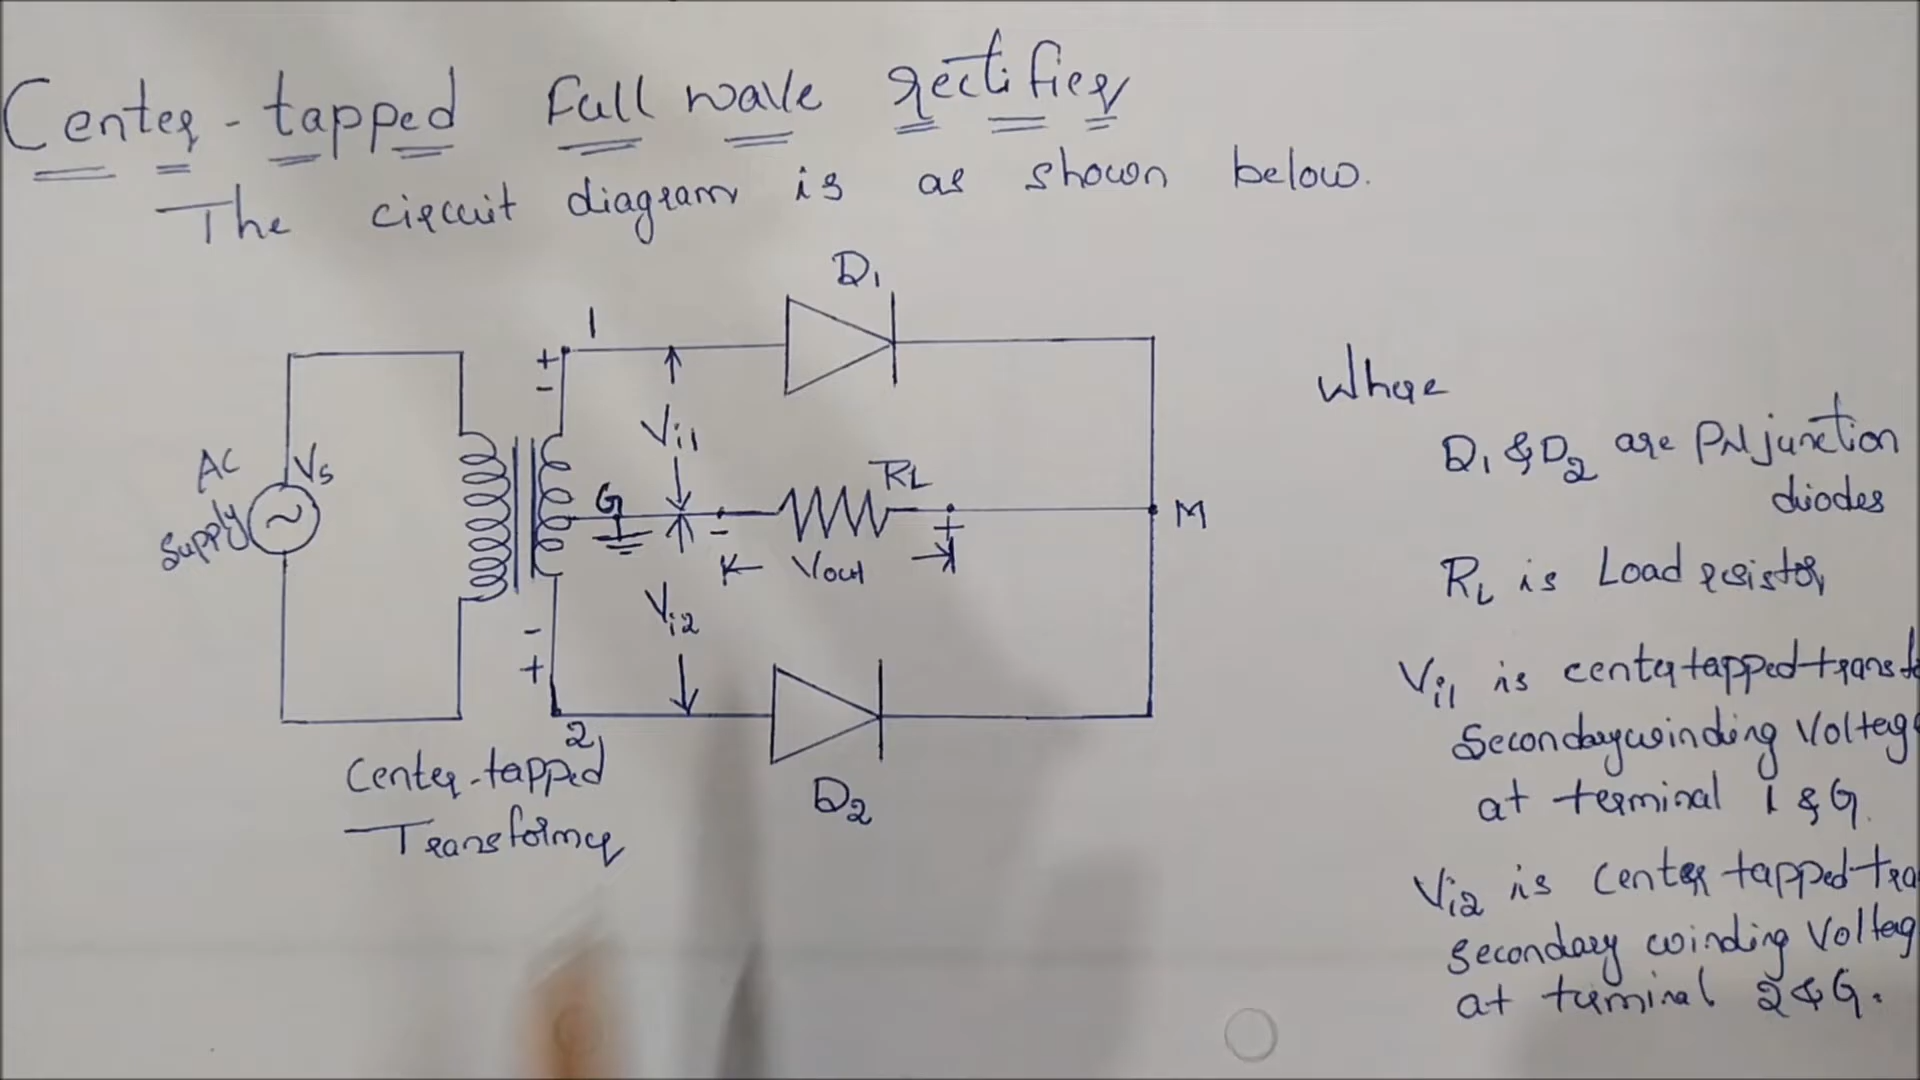 Center-tapped Full wave rectifier
The circuit diagram is as shown below.
D1
1
+
-
Vi1
AC
Supply
Vs
G
RL
M
-
+
Vout
Vi2
-
+
2
D2
Center-tapped
Transformer
Where
D1 & D2 are PN junction
diodes
RL is Load resistor
Vi1 is center tapped transf
Secondary winding Voltag
at terminal 1 & G.
Vi2 is Center tapped tra
secondary winding Voltag
at terminal 2 & G.